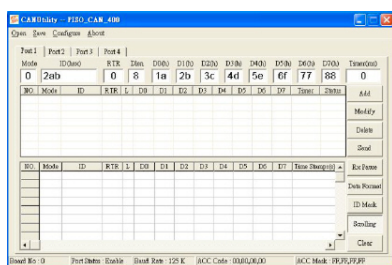 CANUtility -- PISO_CAN_400
Open Save Configure About
Port 1 Port 2 Port 3 Port 4
Mode ID(hex) RTR Dlen D0(h) D1(h) D2(h) D3(h) D4(h) D5(h) D6(h) D7(h) Timer(ms)
0 2ab 0 8 1a 2b 3c 4d 5e 6f 77 88 0
NO. Mode ID RTR L D0 D1 D2 D3 D4 D5 D6 D7 Timer Status
Add
Modify
Delete
Send
NO. Mode ID RTR L D0 D1 D2 D3 D4 D5 D6 D7 Time Stamp(s)
Rx Pause
Data Format
ID Mask
Scrolling
Clear
Board No : 0 Port Status : Enable Baud Rate : 125 K ACC Code : 00,00,00,00 ACC Mask : FF,FF,FF,FF